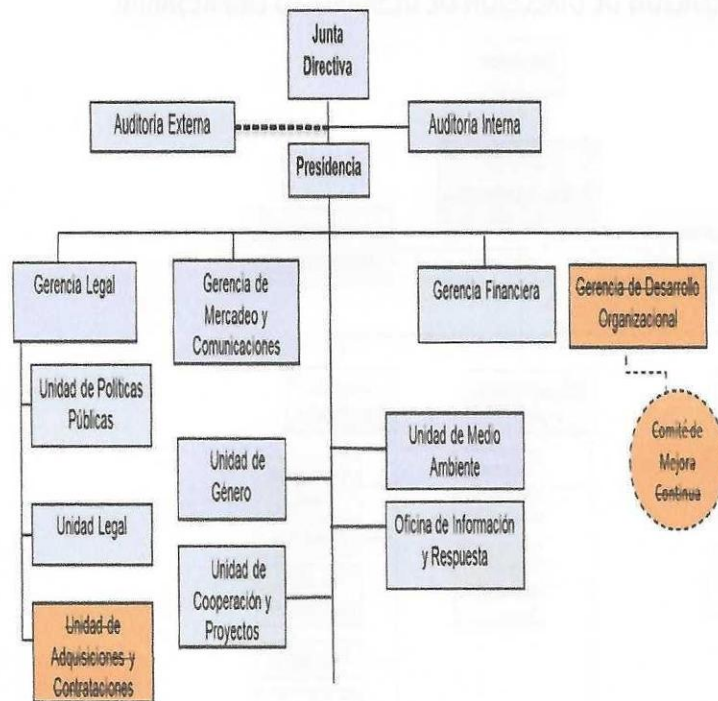 Junta
Directiva
Auditoria Externa
Auditoria Interna
Presidencia
Gerencia Legal
Gerencia de
Mercadeo y
Comunicaciones
Gerencia Financiera
Gerencia de Desarrollo
Organizacional
Unidad de Políticas
Públicas
Unidad de
Género
Unidad de Medio
Ambiente
Comité de
Mejora
Continua
Unidad Legal
Unidad de
Cooperación y
Proyectos
Oficina de Información
y Respuesta
Unidad de
Adquisiciones y
Contrataciones